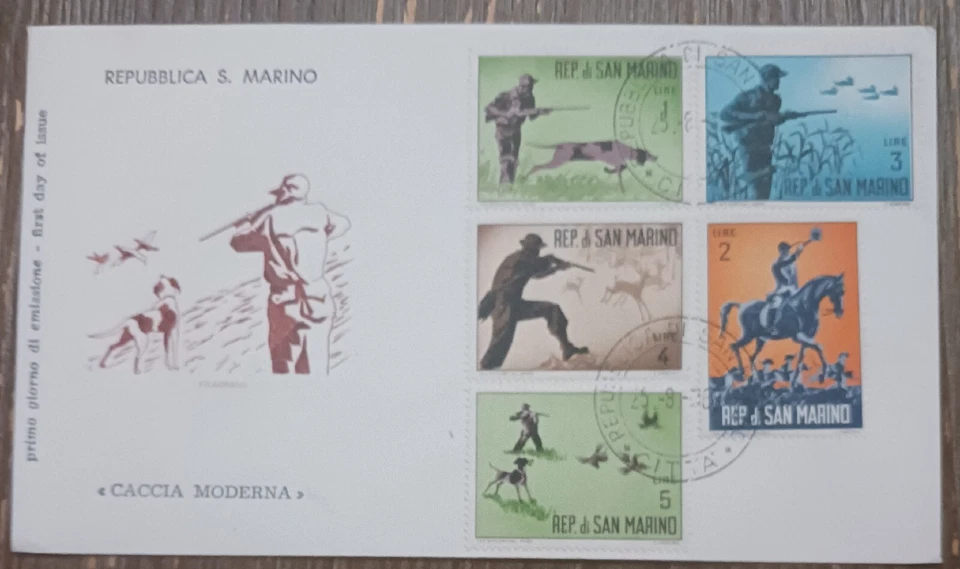 REPUBBLICA S. MARINO
primo giorno di emissione - first day of issue
« CACCIA MODERNA »
REP. di SAN MARINO
LIRE
1
LIRE
3
REP. di SAN MARINO
REP. di SAN MARINO
LIRE
4
LIRE
2
REP. di SAN MARINO
LIRE
5
REP. di SAN MARINO